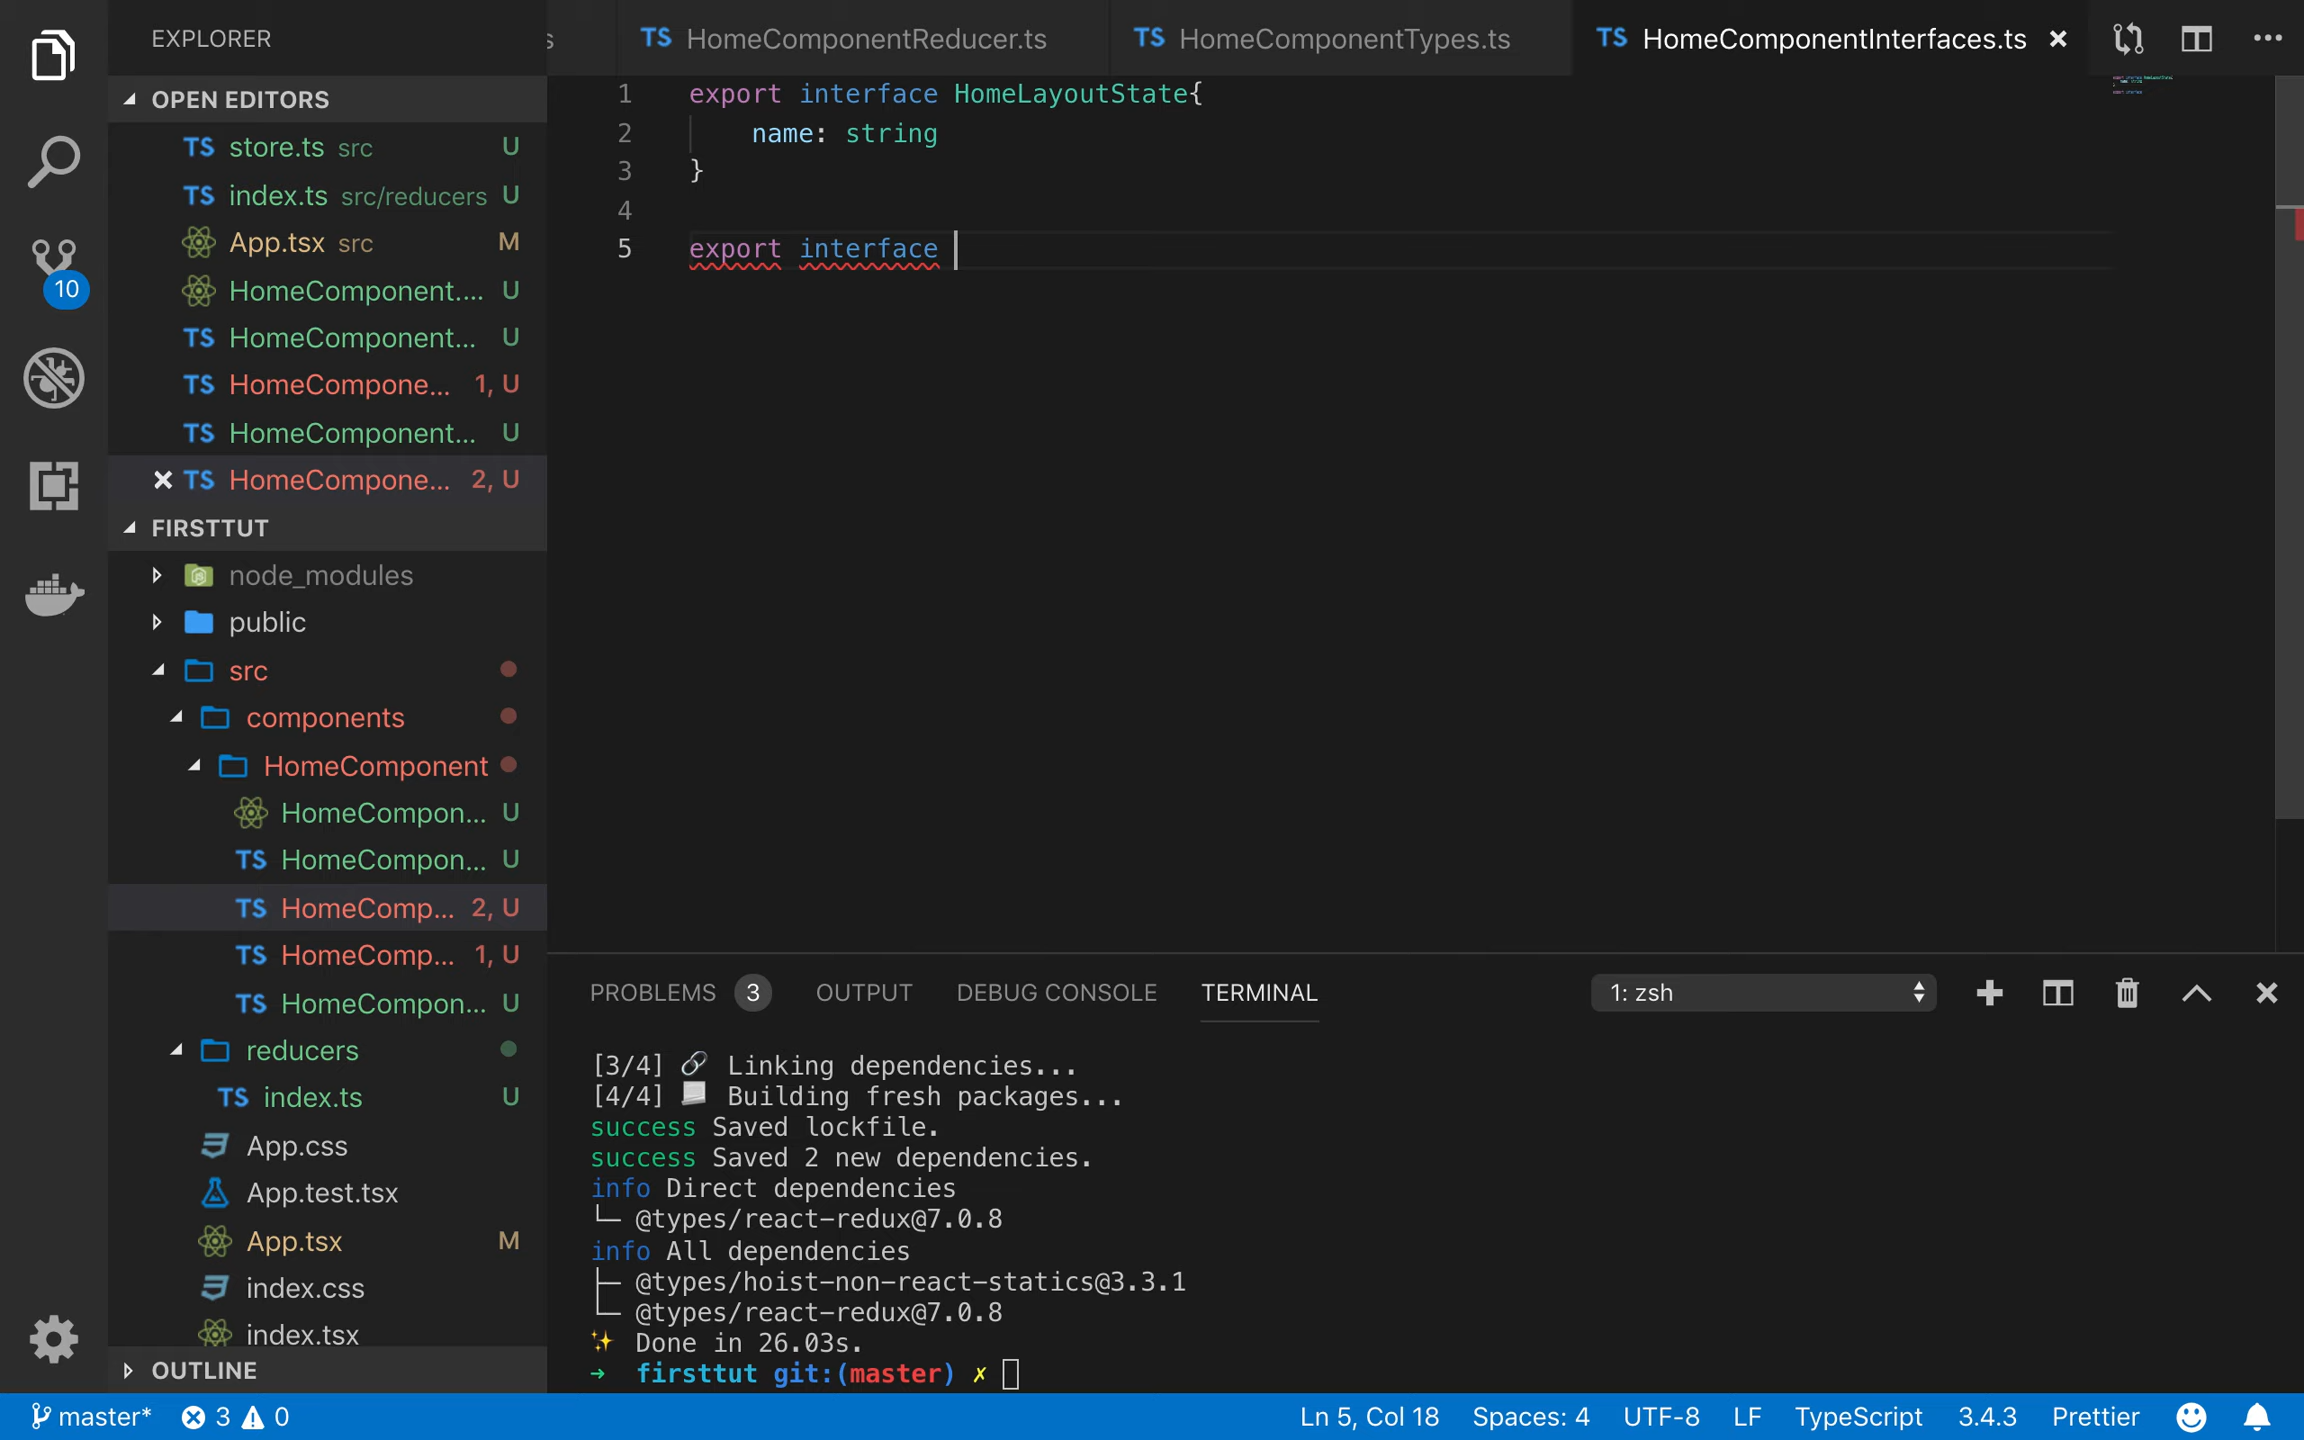 EXPLORER
OPEN EDITORS
TS store.ts src U
TS index.ts src/reducers U
App.tsx src M
HomeComponent.... U
TS HomeComponent... U
TS HomeCompone... 1, U
TS HomeComponent... U
TS HomeCompone... 2, U
FIRSTTUT
node_modules
public
src
components
HomeComponent
HomeCompon... U
TS HomeCompon... U
TS HomeComp... 2, U
TS HomeComp... 1, U
TS HomeCompon... U
reducers
TS index.ts U
App.css
App.test.tsx
App.tsx M
index.css
index.tsx
OUTLINE
10
s TS HomeComponentReducer.ts TS HomeComponentTypes.ts TS HomeComponentInterfaces.ts
1 export interface HomeLayoutState{
2 name: string
3 }
4
5 export interface
PROBLEMS 3 OUTPUT DEBUG CONSOLE TERMINAL 1: zsh
[3/4] 🔗 Linking dependencies...
[4/4] 📃 Building fresh packages...
success Saved lockfile.
success Saved 2 new dependencies.
info Direct dependencies
└─ @types/react-redux@7.0.8
info All dependencies
├─ @types/hoist-non-react-statics@3.3.1
└─ @types/react-redux@7.0.8
✨ Done in 26.03s.
➜ firsttut git:(master) ✗
master* 3 0 Ln 5, Col 18 Spaces: 4 UTF-8 LF TypeScript 3.4.3 Prettier